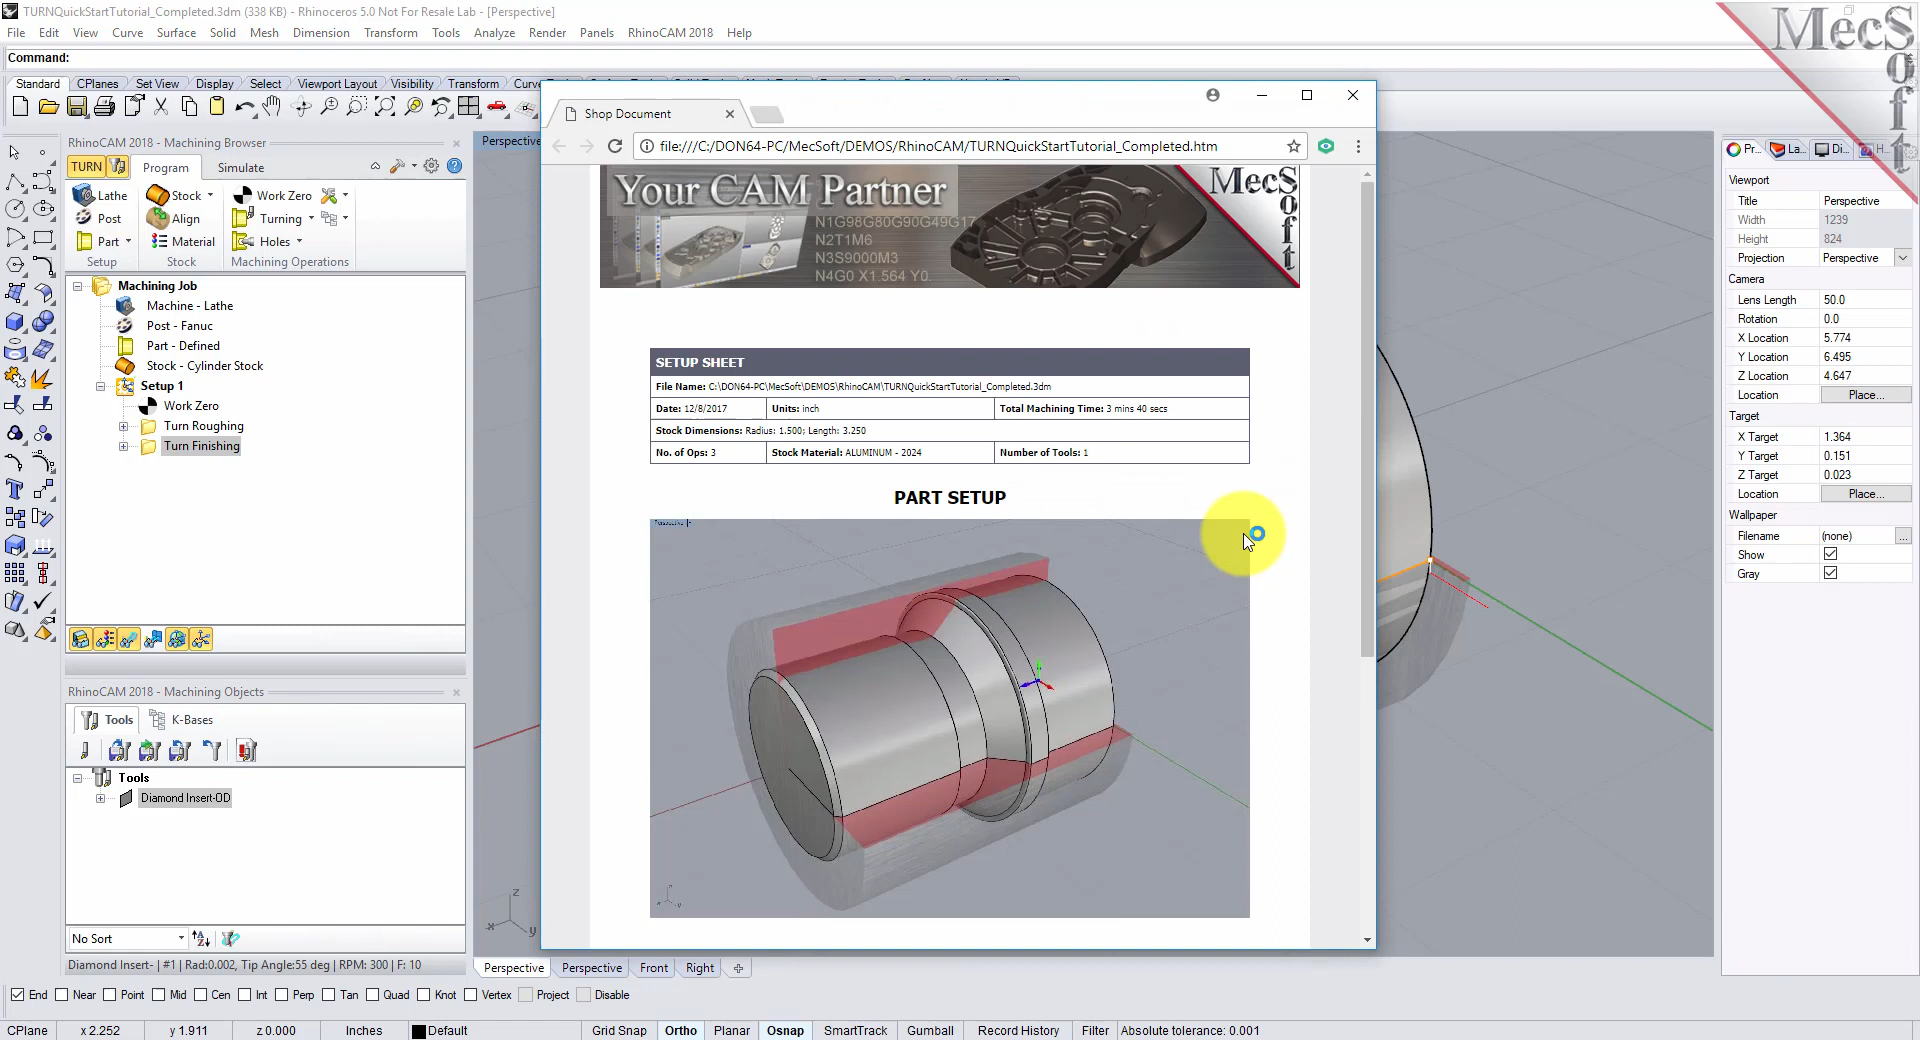 TURNQuickStartTutorial_Completed.3dm (338 KB) - Rhinoceros 5.0 Not For Resale Lab - [Perspective]
File Edit View Curve Surface Solid Mesh Dimension Transform Tools Analyze Render Panels RhinoCAM 2018 Help
MecSoft
Command:
Standard CPlanes Set View Display Select Viewport Layout Visibility Transform
RhinoCAM 2018 - Machining Browser
TURN Program Simulate
Lathe Stock Work Zero
Post Align Turning
Part Material Holes
Setup Stock Machining Operations
Machining Job
Machine - Lathe
Post - Fanuc
Part - Defined
Stock - Cylinder Stock
Setup 1
Work Zero
Turn Roughing
Turn Finishing
RhinoCAM 2018 - Machining Objects
Tools K-Bases
Tools
Diamond Insert-OD
No Sort
Diamond Insert- | #1 | Rad:0.002, Tip Angle:55 deg | RPM: 300 | F: 10
Perspective
Shop Document
file:///C:/DON64-PC/MecSoft/DEMOS/RhinoCAM/TURNQuickStartTutorial_Completed.htm
Your CAM Partner
MecSoft
N1G98G80G90G49G17
N2T1M6
N3S9000M3
N4G0 X1.564 Y0
SETUP SHEET
File Name: C:\DON64-PC\MecSoft\DEMOS\RhinoCAM\TURNQuickStartTutorial_Completed.3dm
Date: 12/8/2017 Units: inch Total Machining Time: 3 mins 40 secs
Stock Dimensions: Radius: 1.500; Length: 3.250
No. of Ops: 3 Stock Material: ALUMINUM - 2024 Number of Tools: 1
PART SETUP
Perspective
z
x
y
Pr... La... Di...
Viewport
Title Perspective
Width 1239
Height 824
Projection Perspective
Camera
Lens Length 50.0
Rotation 0.0
X Location 5.774
Y Location 6.495
Z Location 4.647
Location Place...
Target
X Target 1.364
Y Target 0.151
Z Target 0.023
Location Place...
Wallpaper
Filename (none) ...
Show
Gray
Perspective Perspective Front Right
End Near Point Mid Cen Int Perp Tan Quad Knot Vertex Project Disable
CPlane x 2.252 y 1.911 z 0.000 Inches Default Grid Snap Ortho Planar Osnap SmartTrack Gumball Record History Filter Absolute tolerance: 0.001